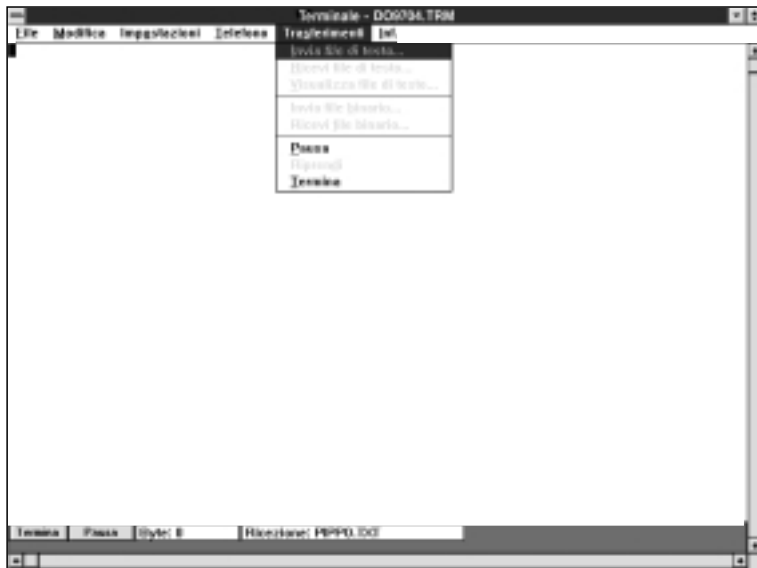 Terminale - DO9704.TRM
File Modifica Impostazioni Telefono Trasferimenti
Invia file di testo...
Ricevi file di testo...
Visualizza file di testo...
Invia file binario...
Ricevi file binario...
Pausa
Riprendi
Termina
Termina Pausa Byte: 0 Ricezione: PIPPO.TXT